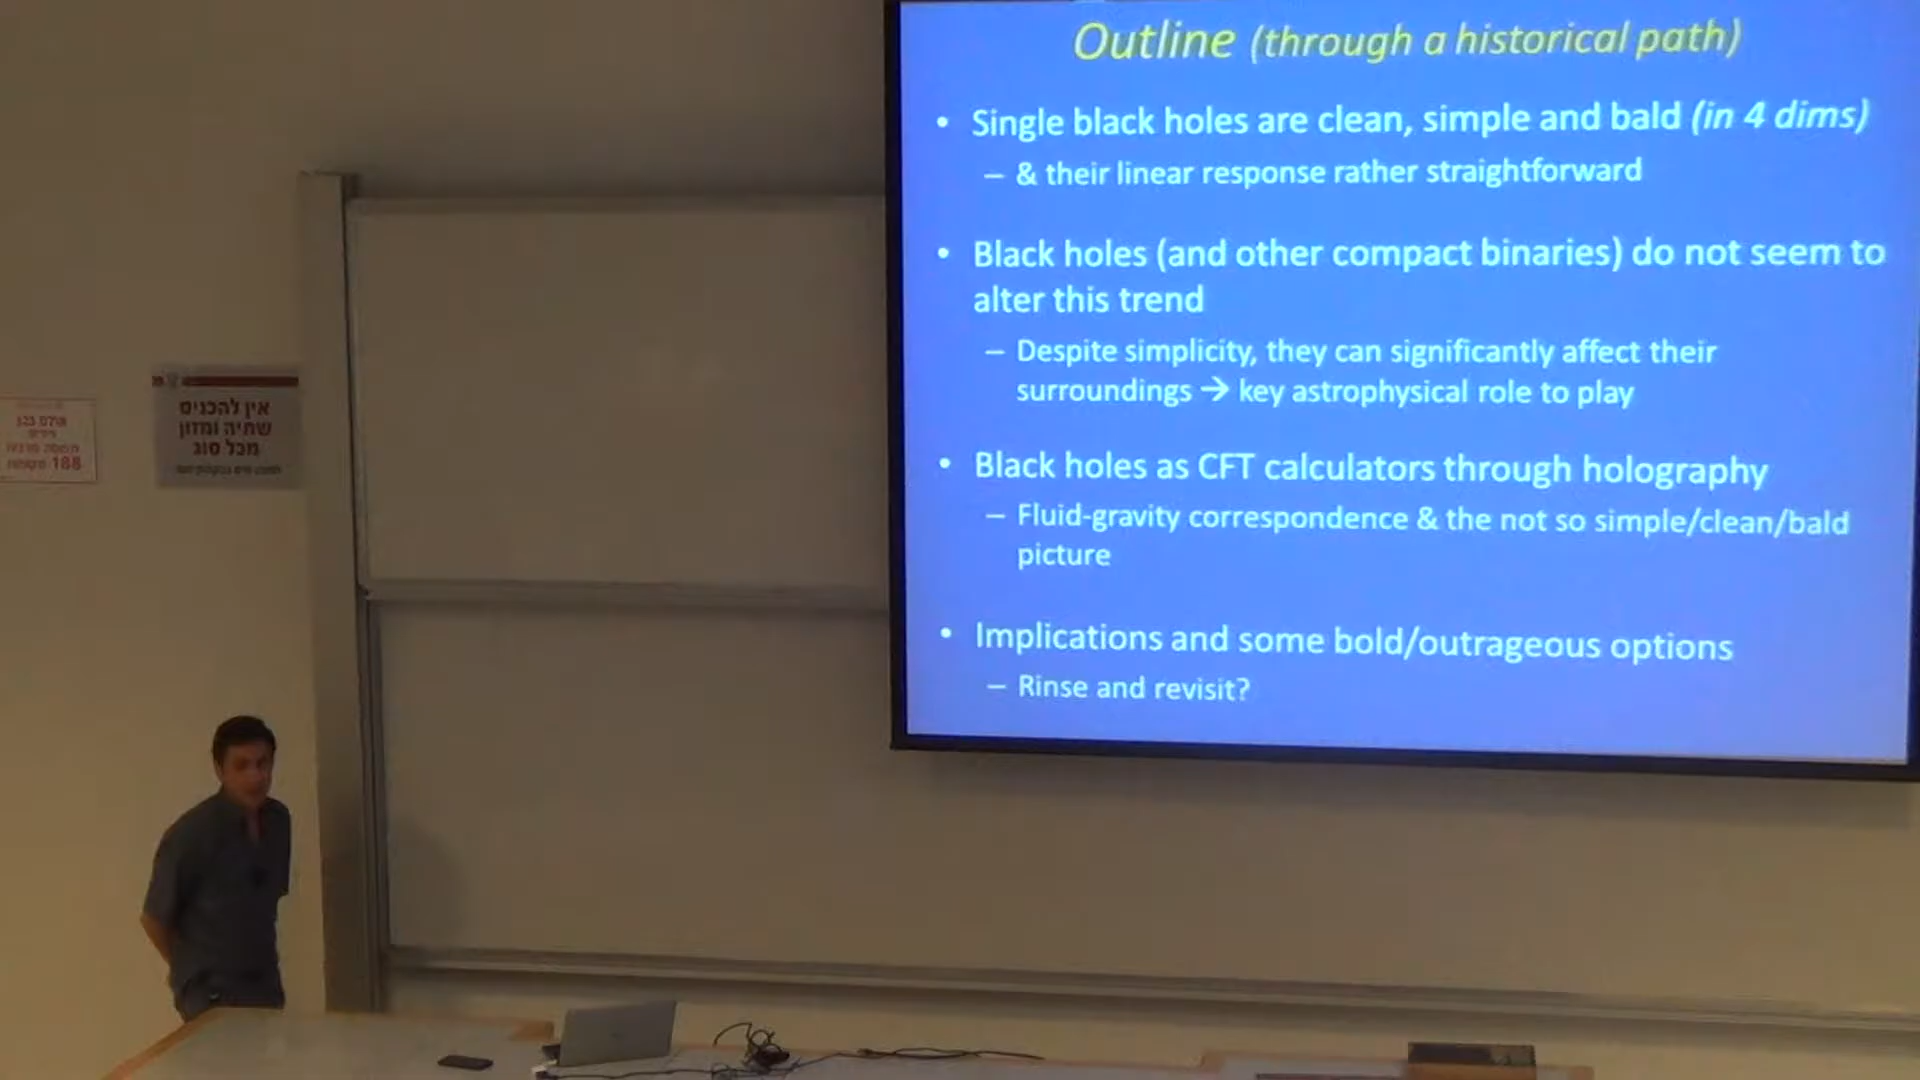 Outline (through a historical path)
• Single black holes are clean, simple and bald (in 4 dims)
– & their linear response rather straightforward
• Black holes (and other compact binaries) do not seem to
alter this trend
– Despite simplicity, they can significantly affect their
surroundings → key astrophysical role to play
• Black holes as CFT calculators through holography
– Fluid-gravity correspondence & the not so simple/clean/bald
picture
• Implications and some bold/outrageous options
– Rinse and revisit?
אין להכניס
שתיה ומזון
מכל סוג
188